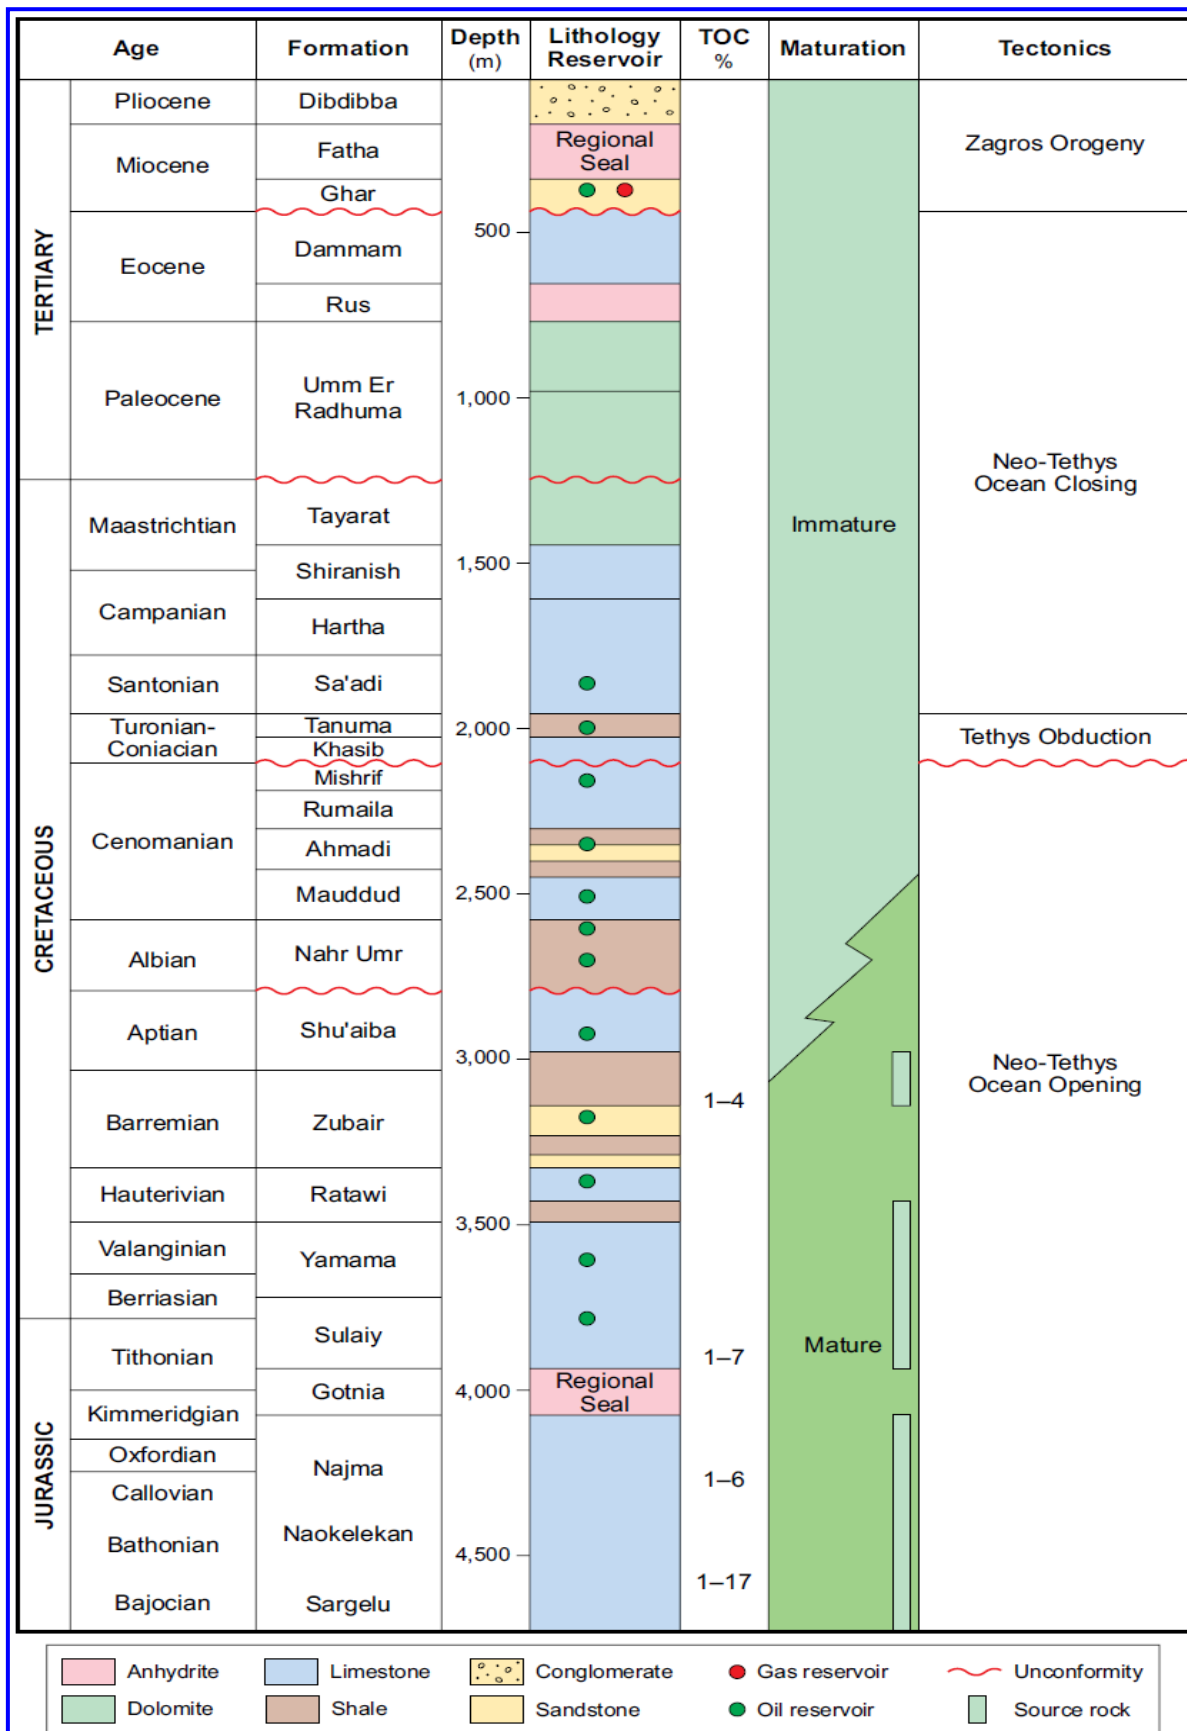 Age
Formation
Depth
(m)
Lithology
Reservoir
TOC
%
Maturation
Tectonics
TERTIARY
Pliocene
Dibdibba
Miocene
Fatha
Regional
Seal
Zagros Orogeny
Ghar
500
Eocene
Dammam
Rus
Paleocene
Umm Er
Radhuma
1,000
Neo-Tethys
Ocean Closing
CRETACEOUS
Maastrichtian
Tayarat
Immature
Shiranish
1,500
Campanian
Hartha
Santonian
Sa'adi
Turonian-
Coniacian
Tanuma
2,000
Khasib
Tethys Obduction
Cenomanian
Mishrif
Rumaila
Ahmadi
Mauddud
2,500
Albian
Nahr Umr
Aptian
Shu'aiba
3,000
Neo-Tethys
Ocean Opening
Barremian
Zubair
1–4
Hauterivian
Ratawi
3,500
Valanginian
Yamama
Berriasian
JURASSIC
Tithonian
Sulaiy
1–7
Mature
Gotnia
4,000
Regional
Seal
Kimmeridgian
Oxfordian
Najma
1–6
Callovian
Bathonian
Naokelekan
4,500
1–17
Bajocian
Sargelu
Anhydrite
Limestone
Conglomerate
Gas reservoir
Unconformity
Dolomite
Shale
Sandstone
Oil reservoir
Source rock